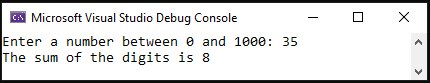 Microsoft Visual Studio Debug Console
Enter a number between 0 and 1000: 35
The sum of the digits is 8